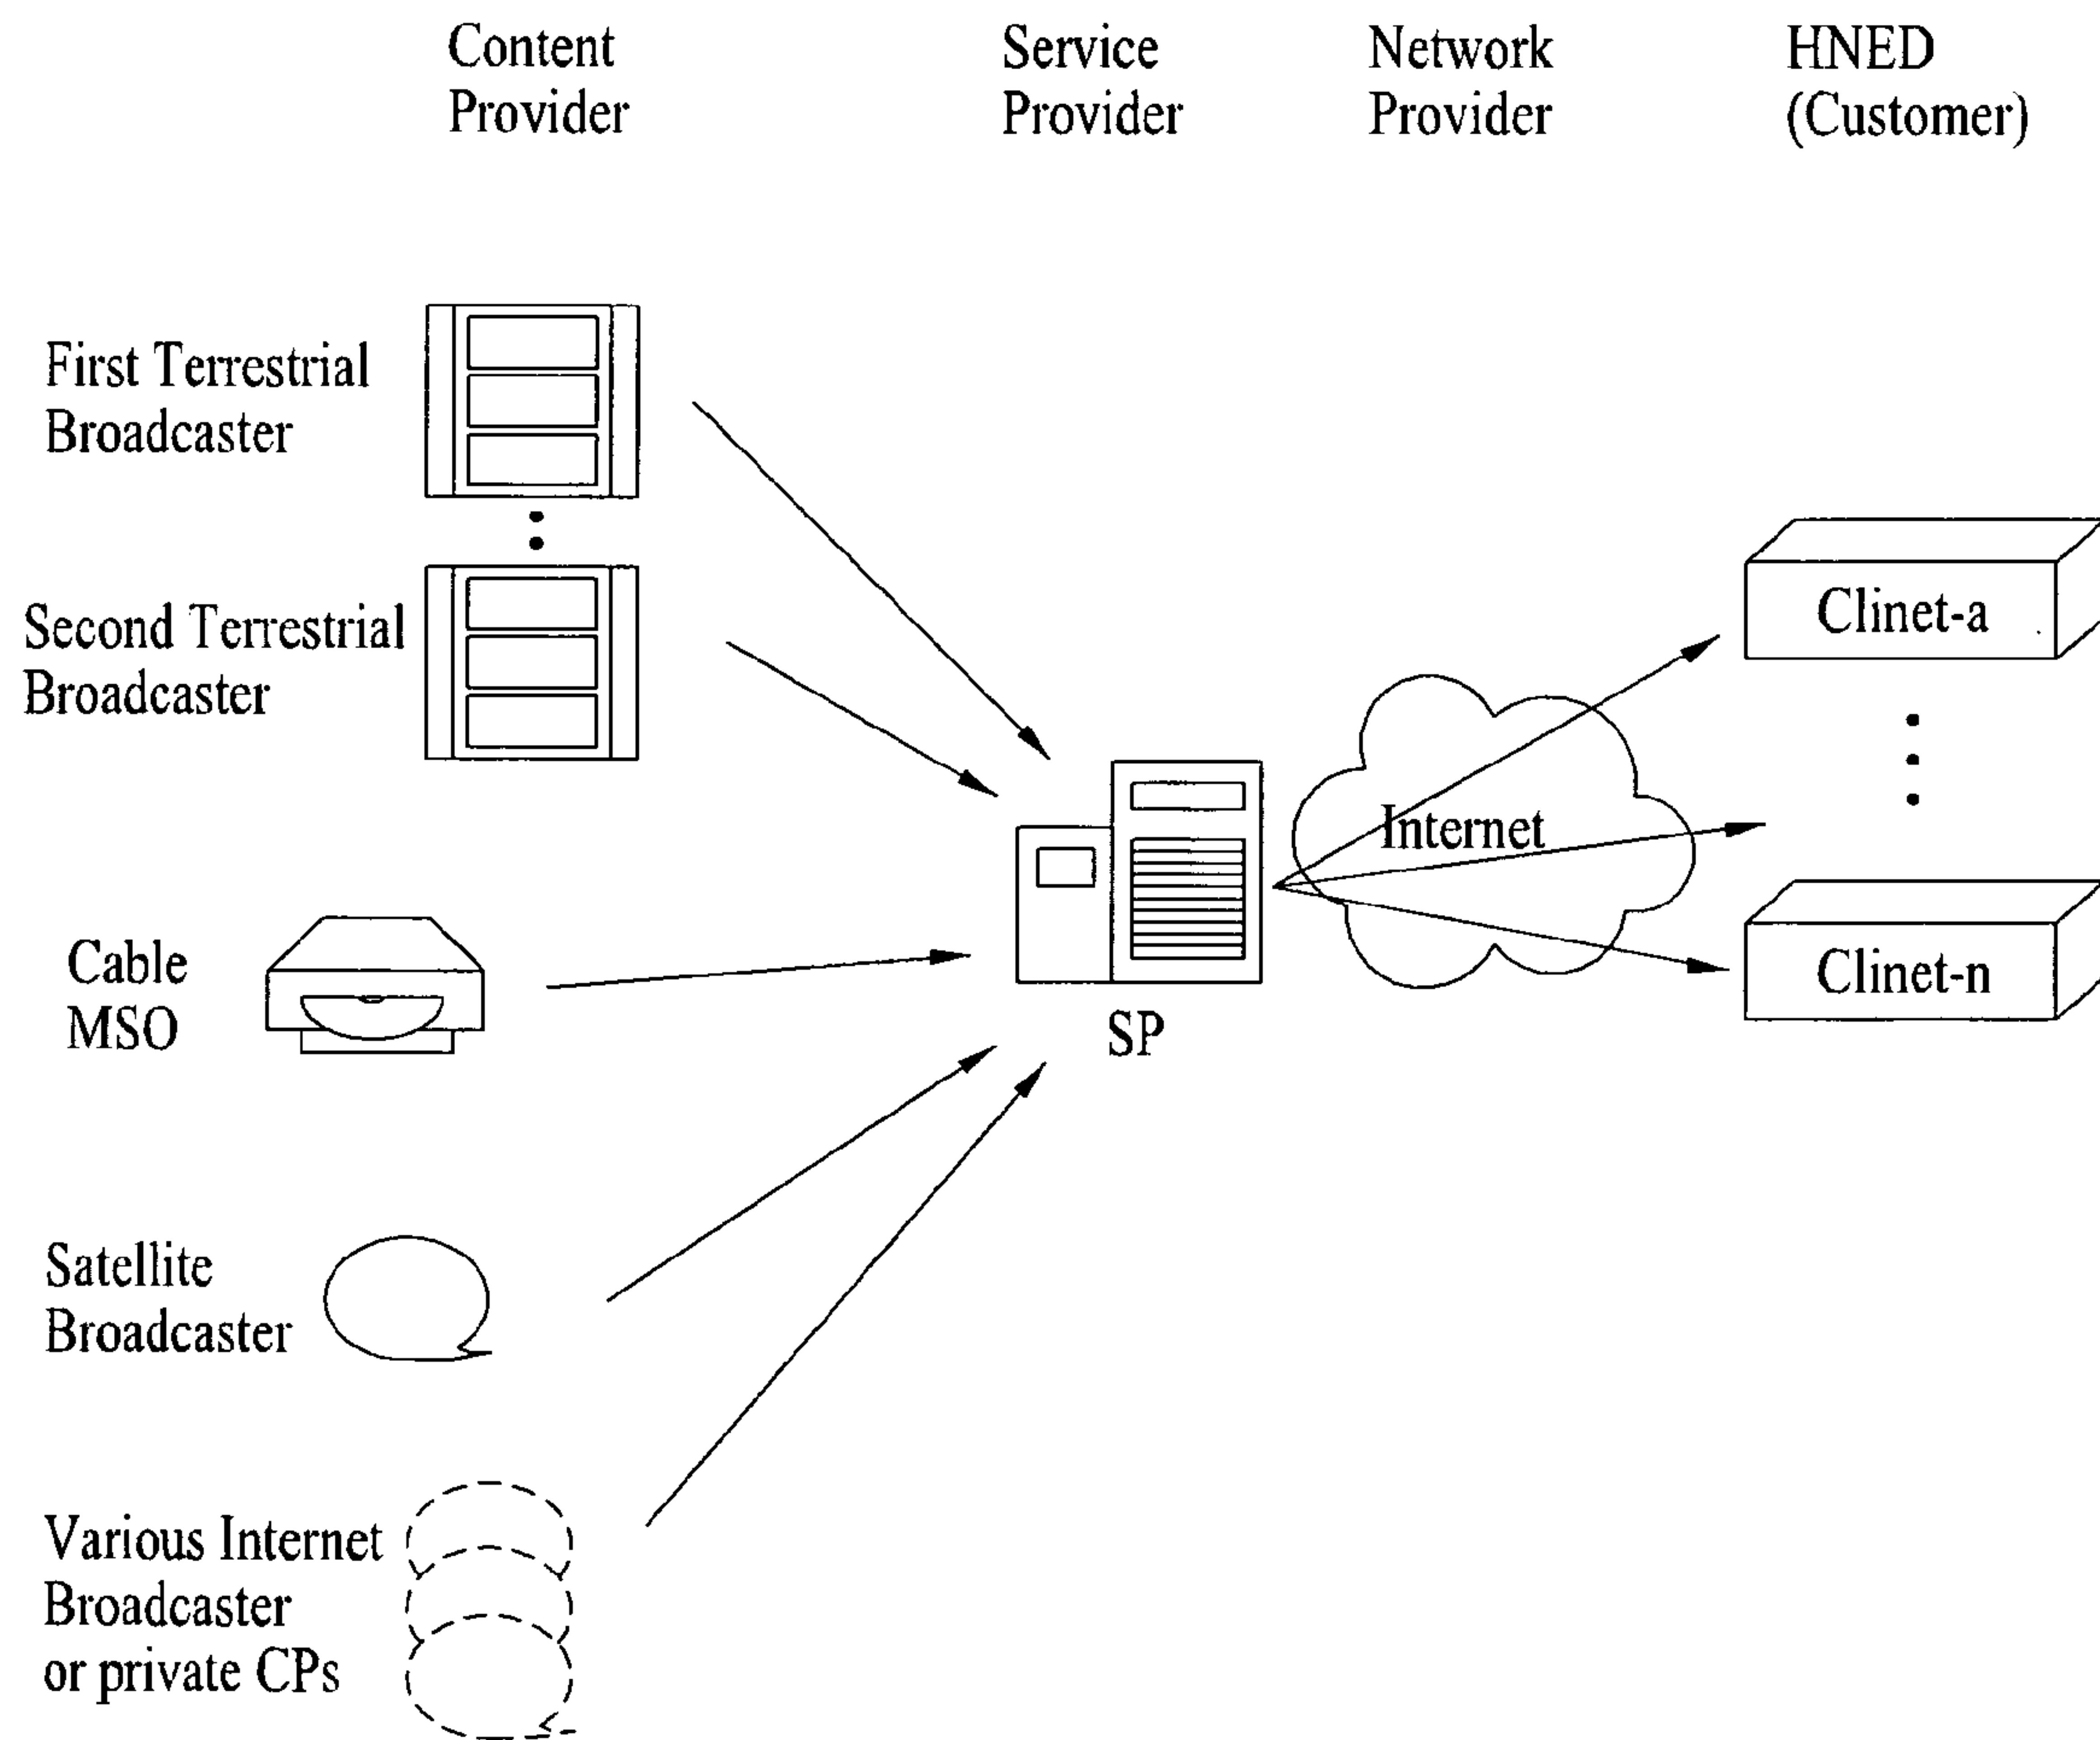 Content
Provider
Service
Provider
Network
Provider
HNED
(Customer)
First Terrestrial
Broadcaster
Second Terrestrial
Broadcaster
Cable
MSO
Satellite
Broadcaster
Various Internet
Broadcaster
or private CPs
SP
Internet
Clinet-a
Clinet-n